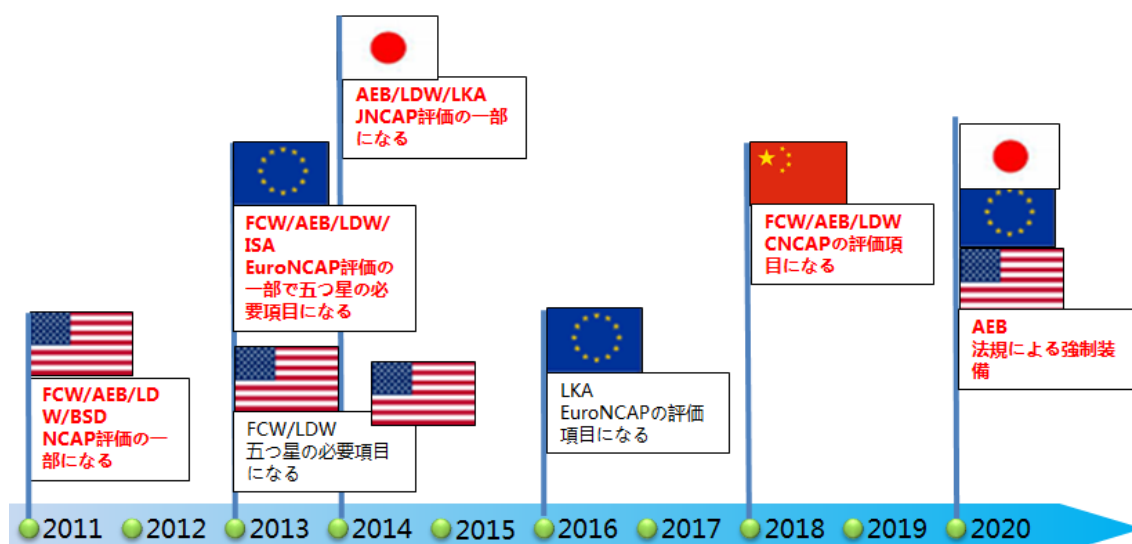 AEB/LDW/LKA
JNCAP評価の一部
になる
FCW/AEB/LDW/
ISA
EuroNCAP評価の
一部で五つ星の必
要項目になる
FCW/AEB/LDW
CNCAPの評価項
目になる
AEB
法規による強制装
備
FCW/AEB/LD
W/BSD
NCAP評価の一
部になる
FCW/LDW
五つ星の必要項目
になる
LKA
EuroNCAPの評価
項目になる
2011 2012 2013 2014 2015 2016 2017 2018 2019 2020